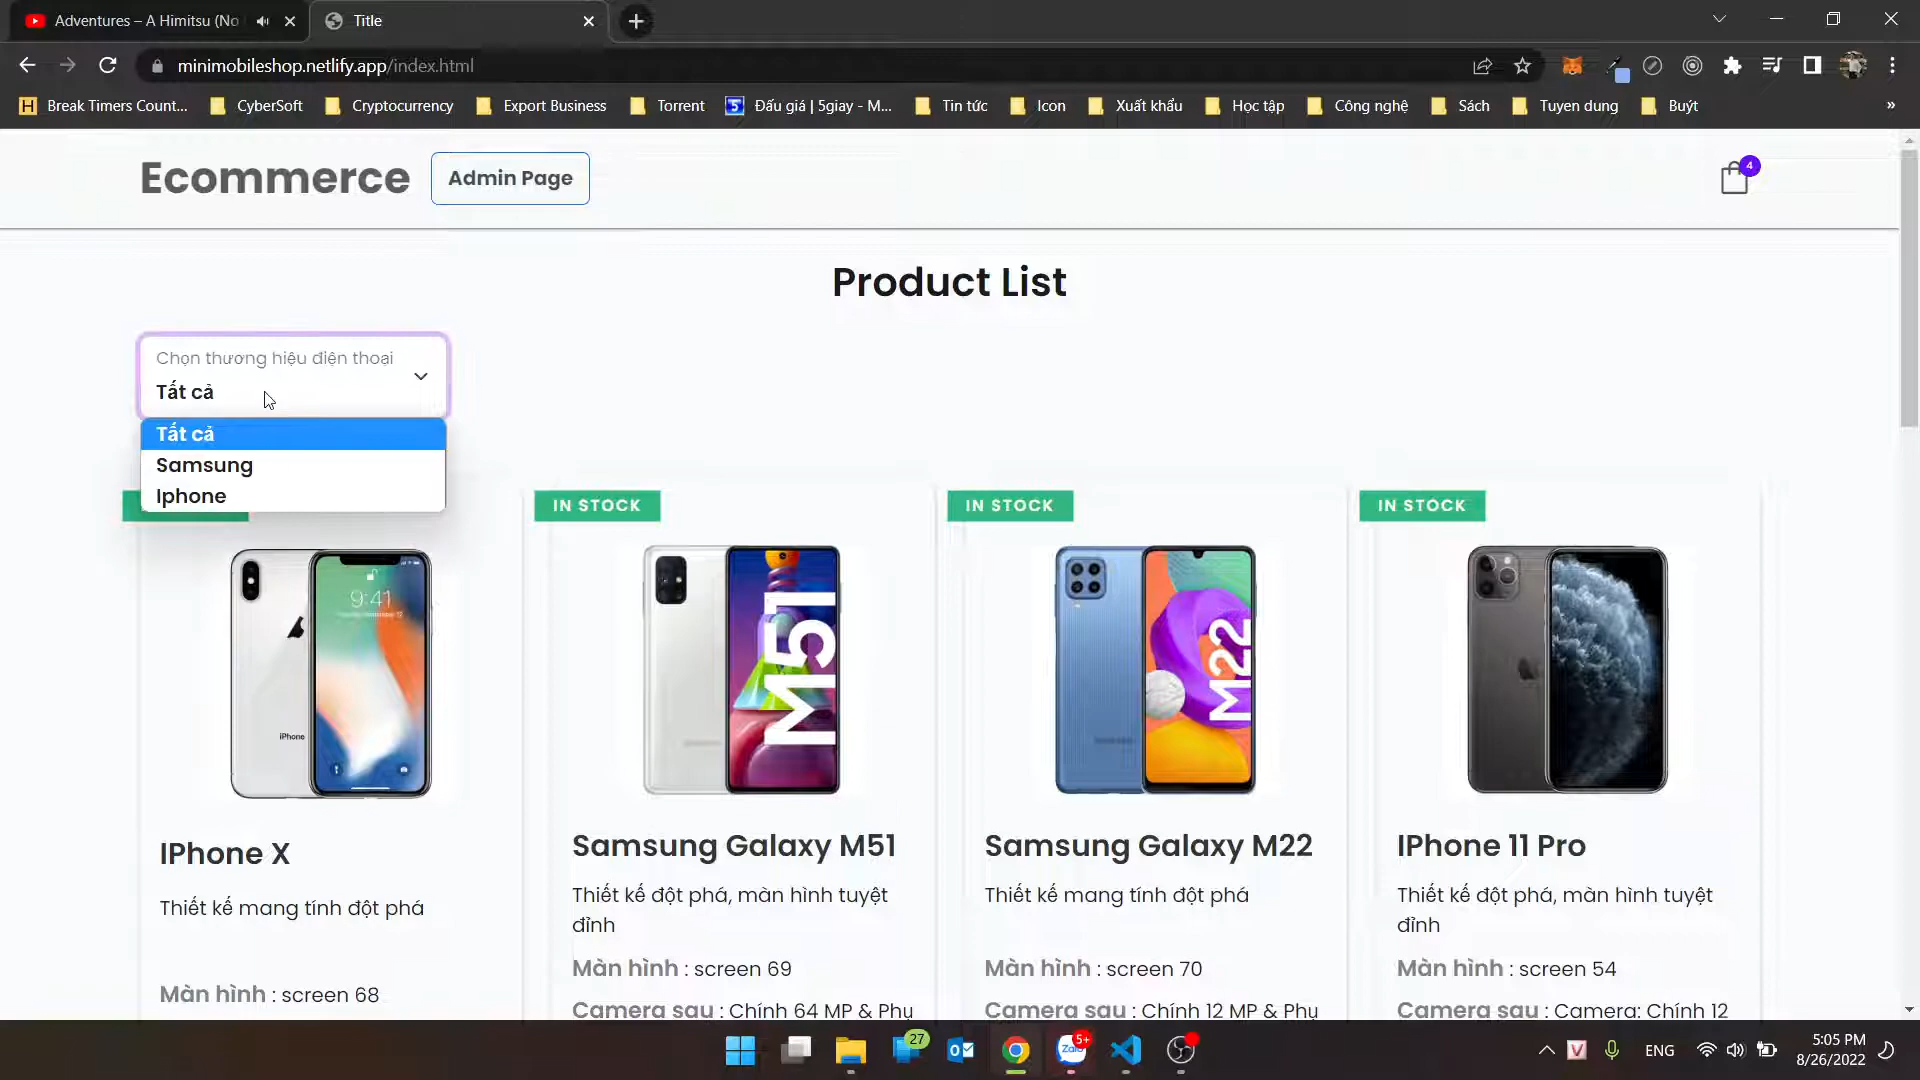 Adventures – A Himitsu (No
Title
minimobileshop.netlify.app/index.html
Break Timers Count...
CyberSoft
Cryptocurrency
Export Business
Torrent
5
Đấu giá | 5giay - M...
Tin tức
Icon
Xuất khẩu
Học tập
Công nghệ
Sách
Tuyen dung
Buýt
»
Ecommerce
Admin Page
4
Product List
Chọn thương hiệu điện thoại
Tất cả
Tất cả
Samsung
Iphone
IN STOCK
IN STOCK
IN STOCK
9:41
iPhone
M51
M22
IPhone X
Thiết kế mang tính đột phá
Màn hình : screen 68
Samsung Galaxy M51
Thiết kế đột phá, màn hình tuyệt
đỉnh
Màn hình : screen 69
Camera sau : Chính 64 MP & Phụ
Samsung Galaxy M22
Thiết kế mang tính đột phá
Màn hình : screen 70
Camera sau : Chính 12 MP & Phụ
IPhone 11 Pro
Thiết kế đột phá, màn hình tuyệt
đỉnh
Màn hình : screen 54
Camera sau : Camera: Chính 12
27
Zalo
5+
V
ENG
5:05 PM
8/26/2022